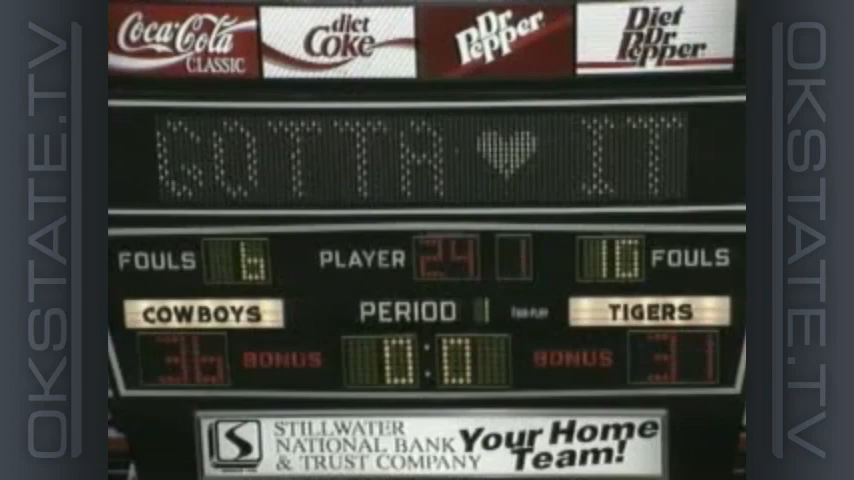 OKSTATE.TV
Coca-Cola CLASSIC
diet Coke
Dr Pepper
Diet Dr Pepper
GOTTA ♥ IT
FOULS 6 PLAYER 24 1 10 FOULS
COWBOYS PERIOD 1 TIGERS
36 BONUS 0:0 BONUS 31
STILLWATER NATIONAL BANK & TRUST COMPANY
Your Home Team!
OKSTATE.TV